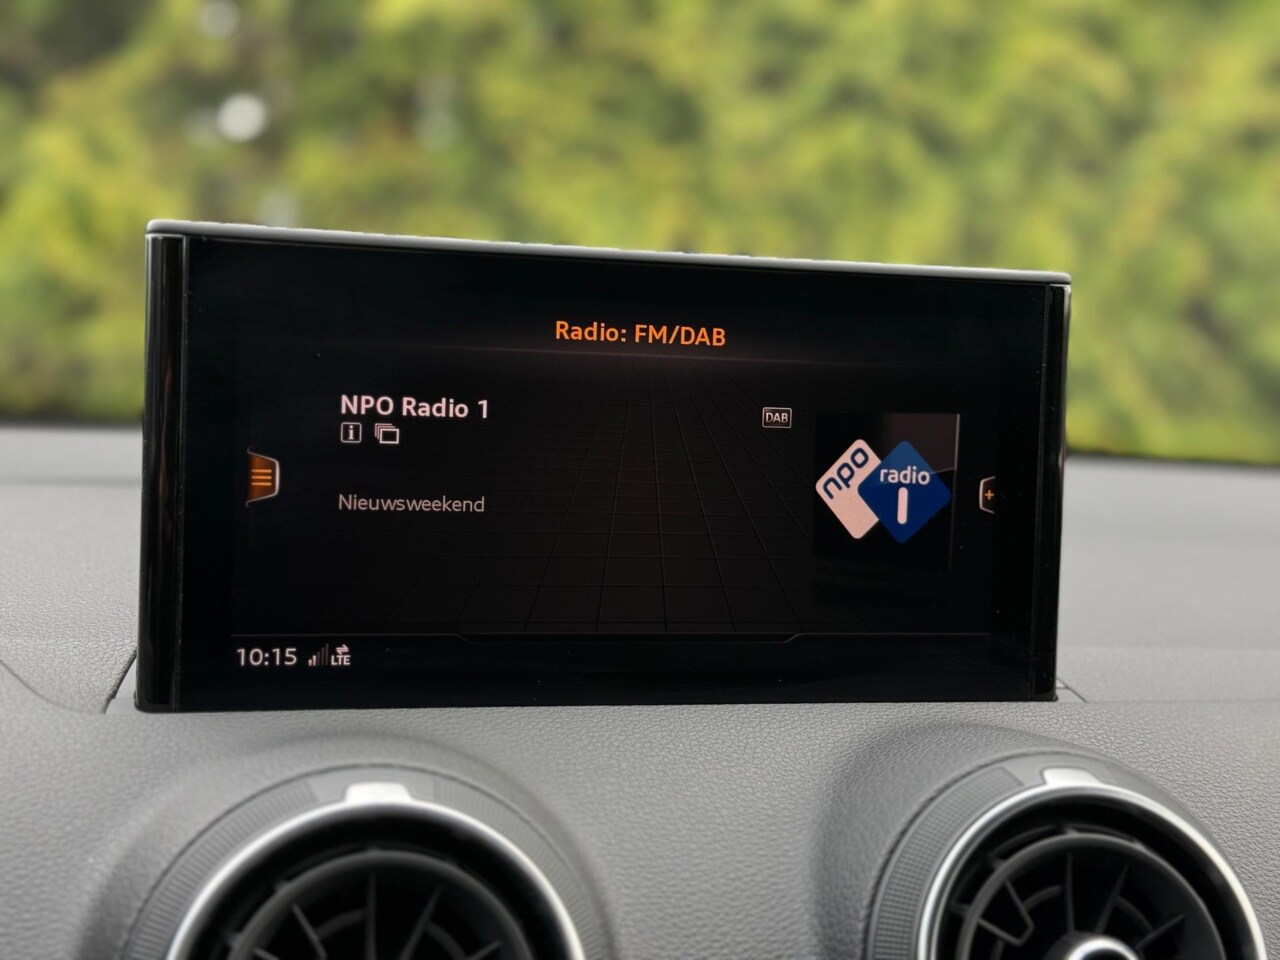 Radio: FM/DAB
NPO Radio 1
DAB
i
npo
radio
1
Nieuwsweekend
10:15 LTE